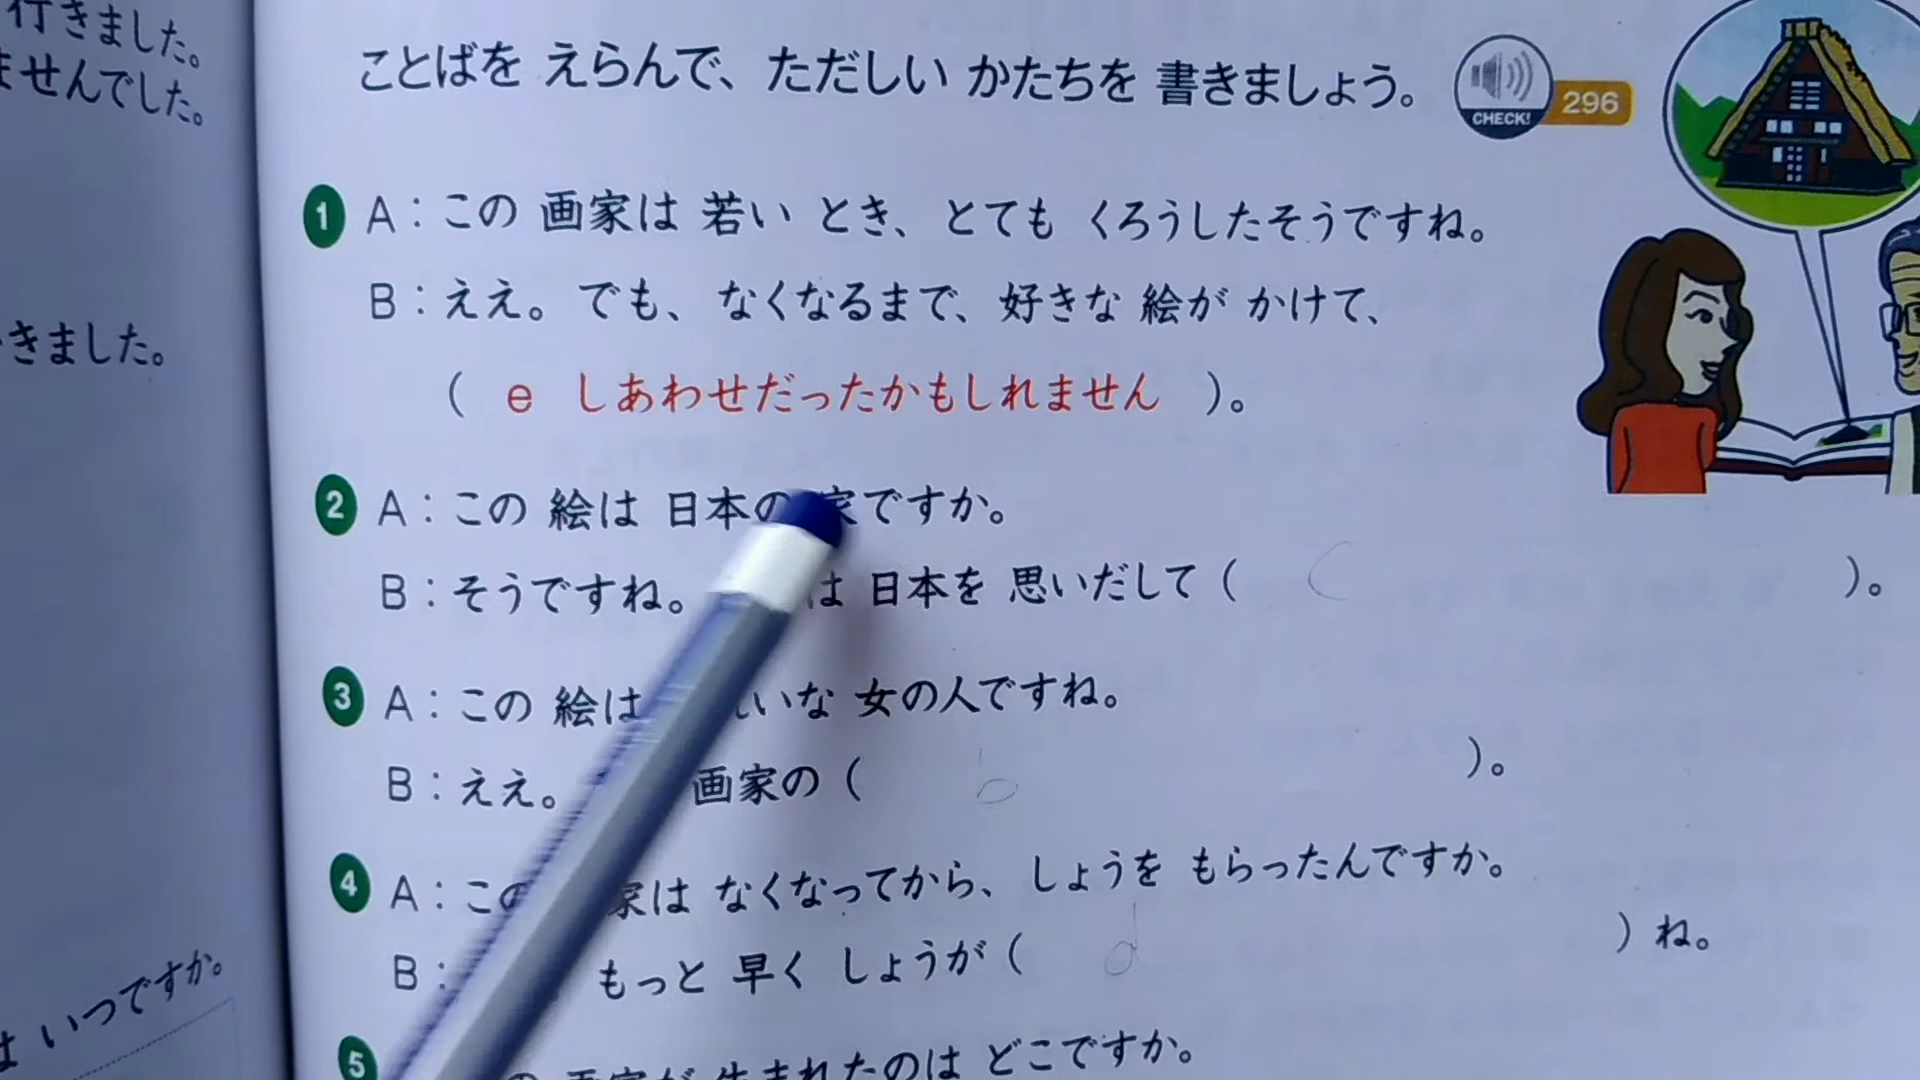 行きました。
ませんでした。
きました。
いつですか。
ことばを えらんで、ただしい かたちを 書きましょう。
CHECK! 296
1 A：この 画家は 若い とき、とても くろうしたそうですね。
B：ええ。でも、なくなるまで、好きな 絵が かけて、
( e しあわせだったかもしれません )。
2 A：この 絵は 日本の 家ですか。
B：そうですね。 は 日本を 思いだして ( C )。
3 A：この 絵は いな 女の人ですね。
B：ええ。 画家の ( b )。
4 A：この 家は なくなってから、しょうを もらったんですか。
B： もっと 早く しょうが ( d ) ね。
5 画家が 生まれたのは どこですか。